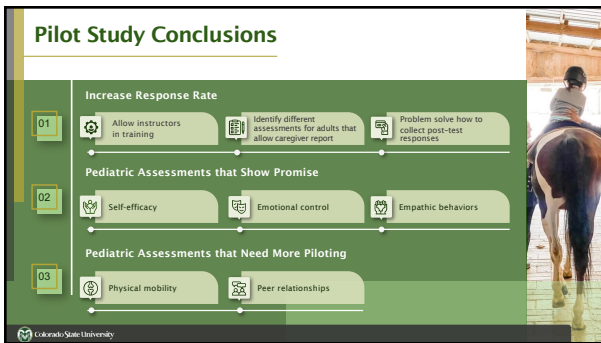 Pilot Study Conclusions
Increase Response Rate
01
Allow instructors
in training
Identify different
assessments for adults that
allow caregiver report
Problem solve how to
collect post-test
responses
Pediatric Assessments that Show Promise
02
Self-efficacy
Emotional control
Empathic behaviors
Pediatric Assessments that Need More Piloting
03
Physical mobility
Peer relationships
Colorado State University